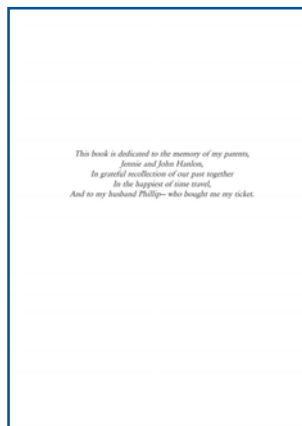 This book is dedicated to the memory of my parents,
Jennie and John Hanlon,
In grateful recollection of our past together
In the happiest of time travel,
And to my husband Phillip-- who bought me my ticket.